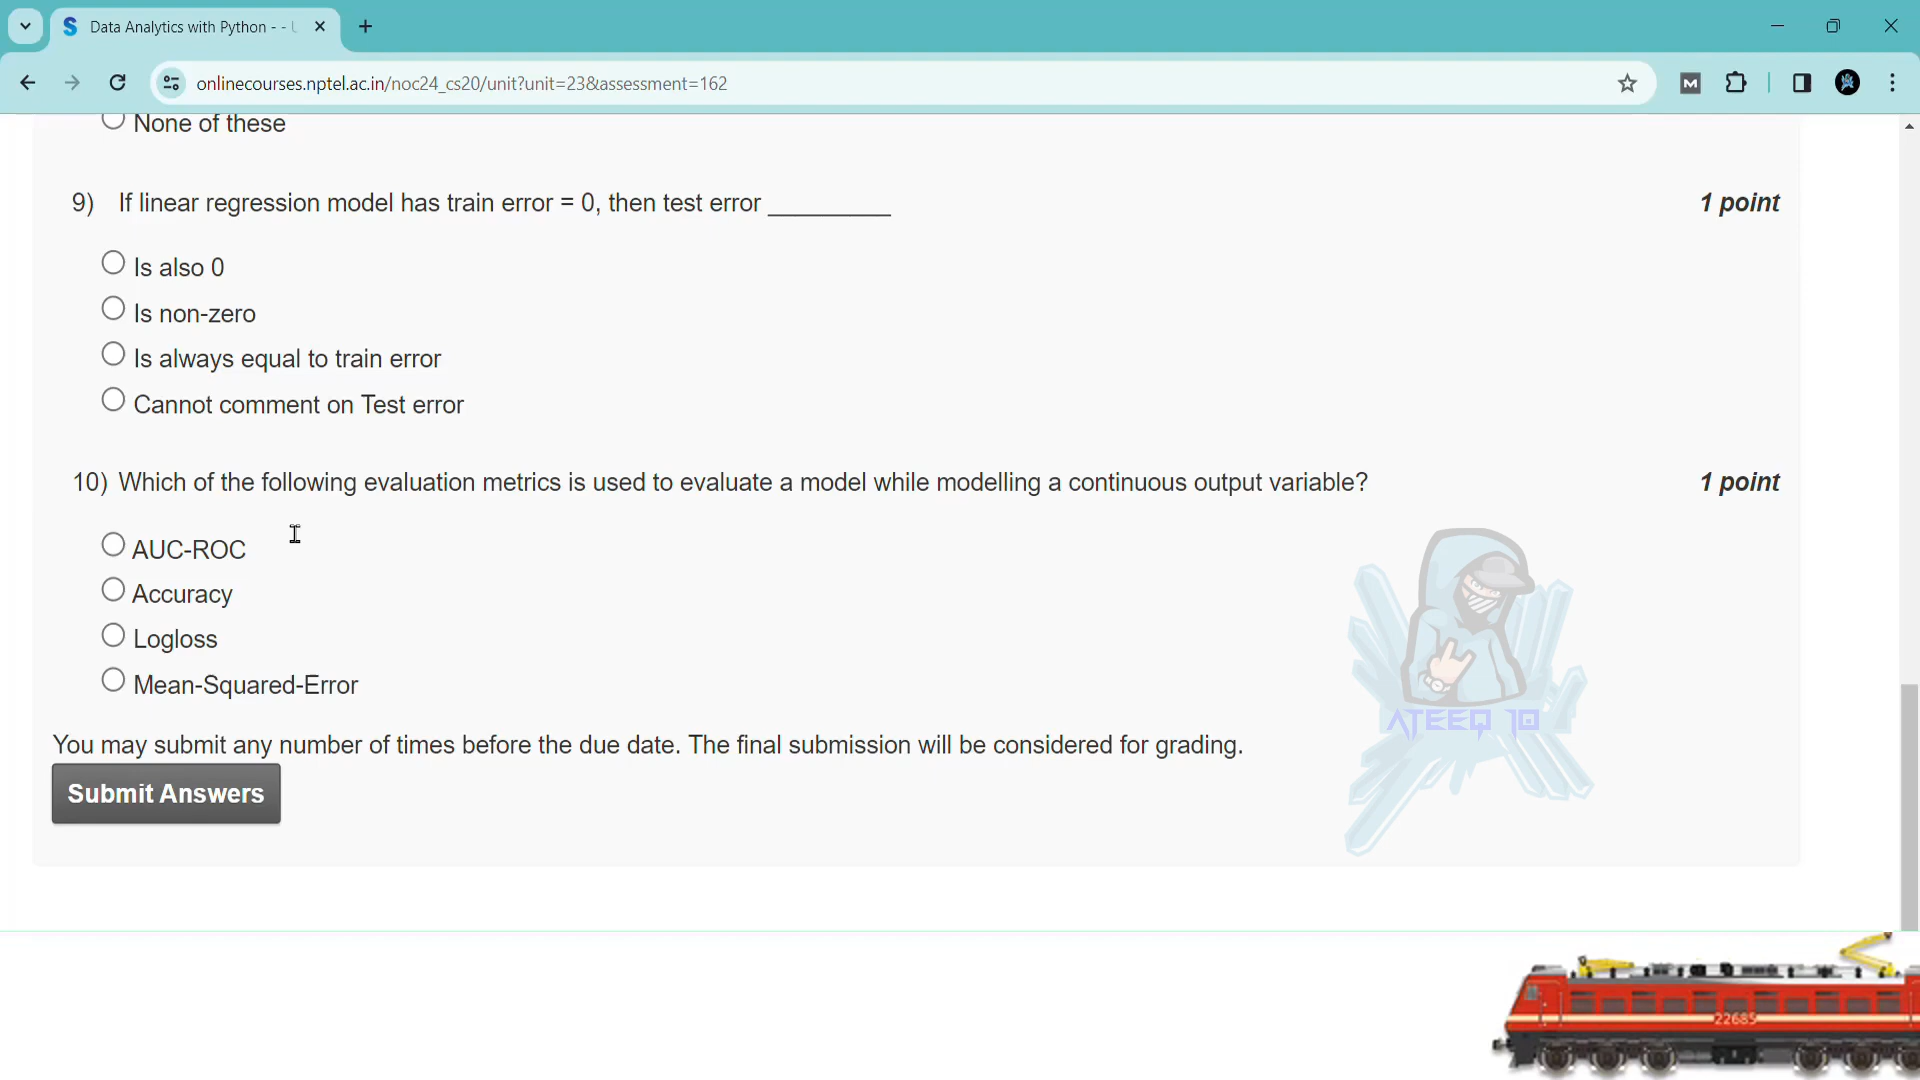 Data Analytics with Python - - U
onlinecourses.nptel.ac.in/noc24_cs20/unit?unit=23&assessment=162
None of these
9) If linear regression model has train error = 0, then test error _________ 1 point
Is also 0
Is non-zero
Is always equal to train error
Cannot comment on Test error
10) Which of the following evaluation metrics is used to evaluate a model while modelling a continuous output variable? 1 point
AUC-ROC
Accuracy
Logloss
Mean-Squared-Error
ATEEQ 10
You may submit any number of times before the due date. The final submission will be considered for grading.
Submit Answers
22685